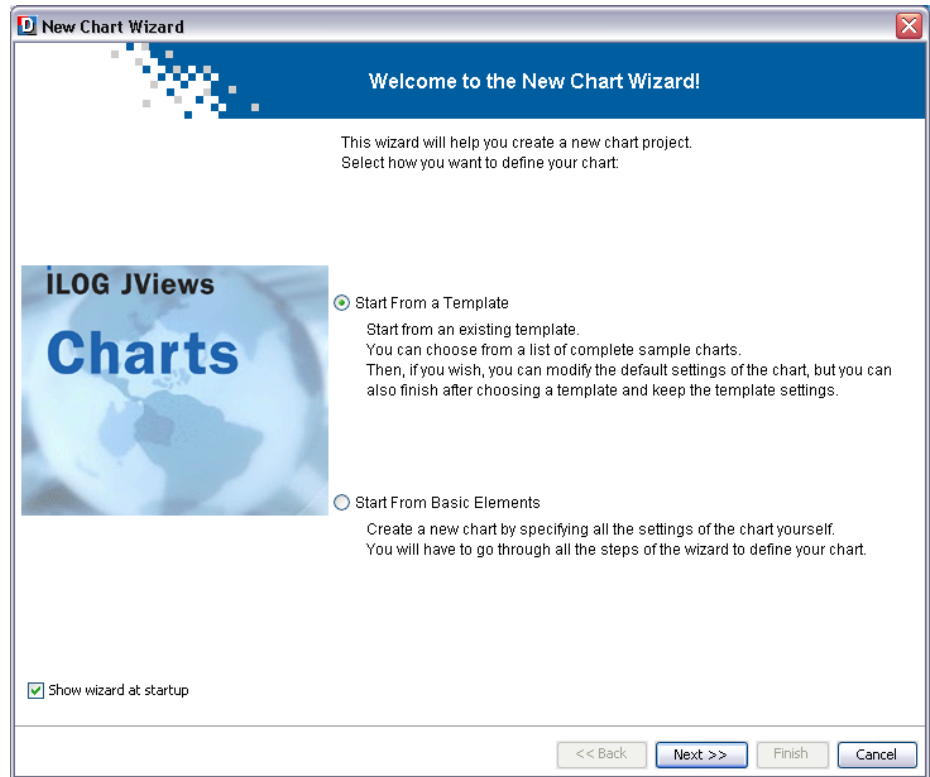 New Chart Wizard
Welcome to the New Chart Wizard!
This wizard will help you create a new chart project.
Select how you want to define your chart:
ILOG JViews
Charts
Start From a Template
Start from an existing template.
You can choose from a list of complete sample charts.
Then, if you wish, you can modify the default settings of the chart, but you can
also finish after choosing a template and keep the template settings.
Start From Basic Elements
Create a new chart by specifying all the settings of the chart yourself.
You will have to go through all the steps of the wizard to define your chart.
Show wizard at startup
<< Back
Next >>
Finish
Cancel